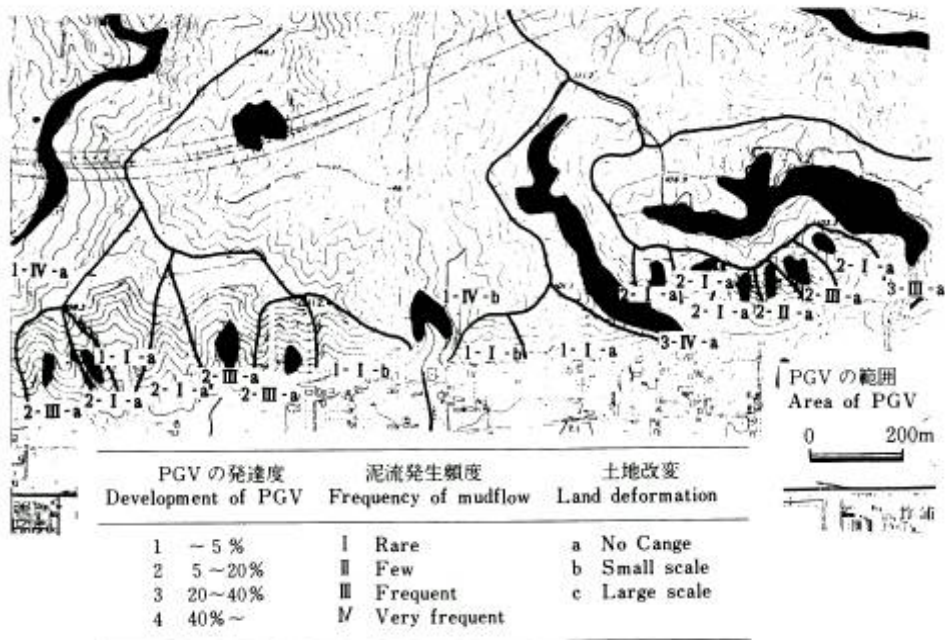 1-Ⅳ-a
1-Ⅳ-b
2-Ⅰ-a
2-Ⅰ-a
2-Ⅰ-a
2-Ⅱ-a
2-Ⅲ-a
3-Ⅲ-a
1-Ⅰ-a
2-Ⅲ-a
2-Ⅰ-a
2-Ⅰ-a
2-Ⅲ-a
2-Ⅲ-a
1-Ⅰ-b
1-Ⅰ-b
1-Ⅰ-a
3-Ⅳ-a
PGV の範囲
Area of PGV
0 200m
竹浦
PGV の発達度 泥流発生頻度 土地改変
Development of PGV Frequency of mudflow Land deformation
1 ~5% Ⅰ Rare a No Cange
2 5~20% Ⅱ Few b Small scale
3 20~40% Ⅲ Frequent c Large scale
4 40%~ Ⅳ Very frequent